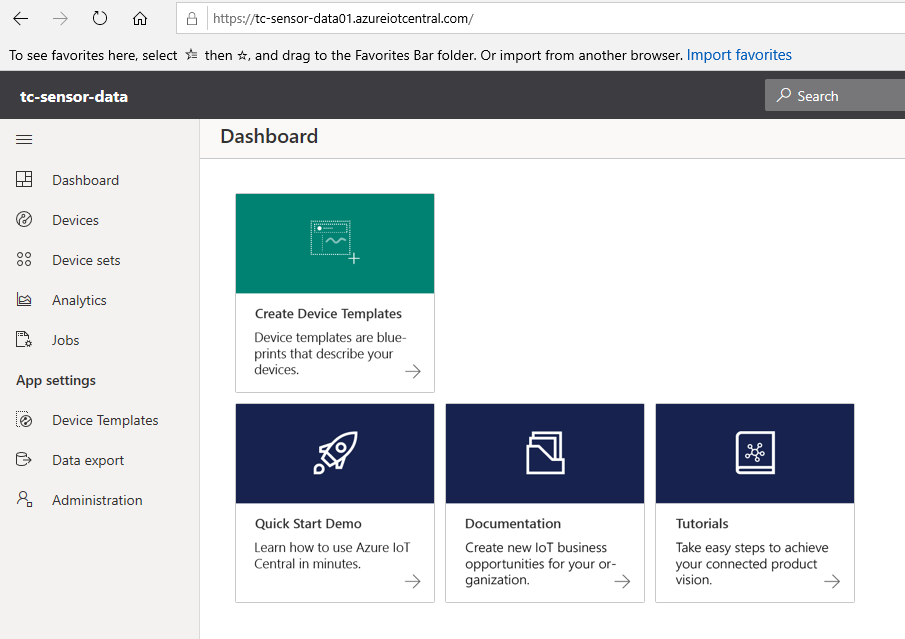 https://tc-sensor-data01.azureiotcentral.com/
To see favorites here, select then ☆, and drag to the Favorites Bar folder. Or import from another browser. Import favorites
tc-sensor-data
Search
Dashboard
Dashboard
Devices
Device sets
Analytics
Jobs
App settings
Device Templates
Data export
Administration
Create Device Templates
Device templates are blue-
prints that describe your
devices.
Quick Start Demo
Learn how to use Azure IoT
Central in minutes.
Documentation
Create new IoT business
opportunities for your or-
ganization.
Tutorials
Take easy steps to achieve
your connected product
vision.